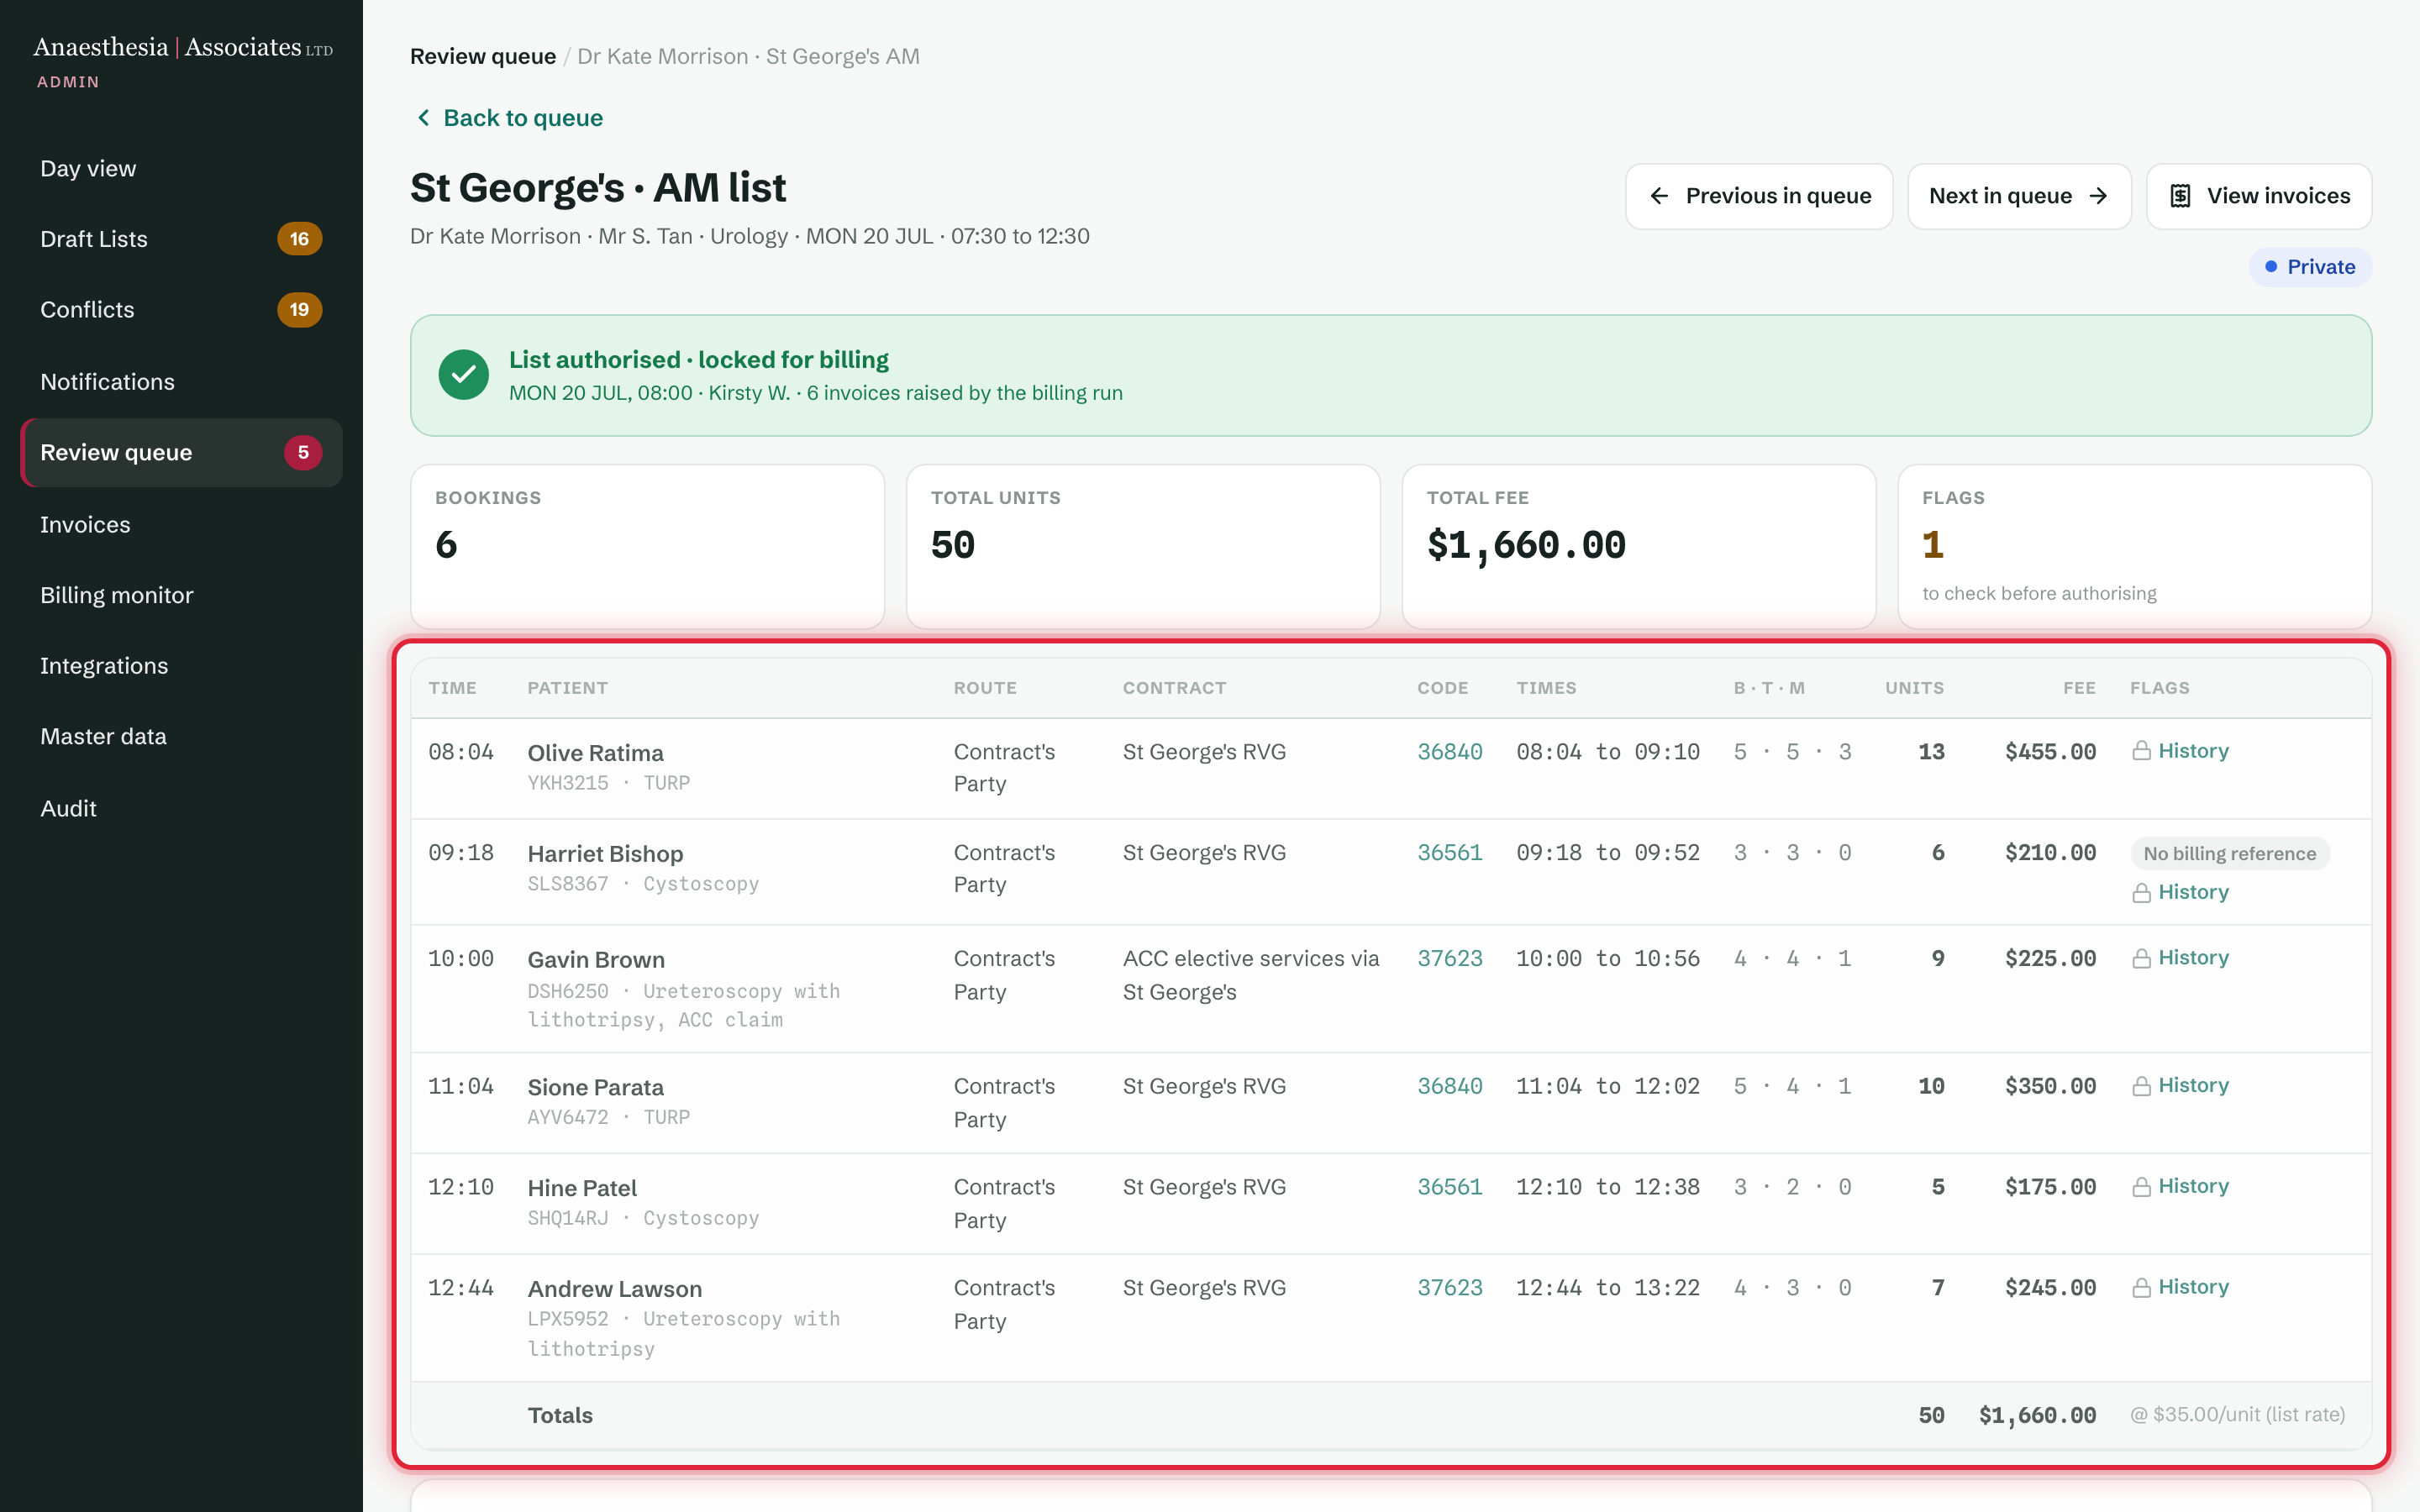 Anaesthesia | Associates LTD
ADMIN
Day view
Draft Lists 16
Conflicts 19
Notifications
Review queue 5
Invoices
Billing monitor
Integrations
Master data
Audit
Review queue / Dr Kate Morrison · St George's AM
Back to queue
St George's · AM list
Dr Kate Morrison · Mr S. Tan · Urology · MON 20 JUL · 07:30 to 12:30
Previous in queue
Next in queue
View invoices
Private
List authorised · locked for billing
MON 20 JUL, 08:00 · Kirsty W. · 6 invoices raised by the billing run
BOOKINGS
6
TOTAL UNITS
50
TOTAL FEE
$1,660.00
FLAGS
1
to check before authorising
TIME PATIENT ROUTE CONTRACT CODE TIMES B · T · M UNITS FEE FLAGS
08:04 Olive Ratima Contract's St George's RVG 36840 08:04 to 09:10 5 · 5 · 3 13 $455.00 History
YKH3215 · TURP Party
09:18 Harriet Bishop Contract's St George's RVG 36561 09:18 to 09:52 3 · 3 · 0 6 $210.00 No billing reference
SLS8367 · Cystoscopy Party History
10:00 Gavin Brown Contract's ACC elective services via 37623 10:00 to 10:56 4 · 4 · 1 9 $225.00 History
DSH6250 · Ureteroscopy with Party St George's
lithotripsy, ACC claim
11:04 Sione Parata Contract's St George's RVG 36840 11:04 to 12:02 5 · 4 · 1 10 $350.00 History
AYV6472 · TURP Party
12:10 Hine Patel Contract's St George's RVG 36561 12:10 to 12:38 3 · 2 · 0 5 $175.00 History
SHQ14RJ · Cystoscopy Party
12:44 Andrew Lawson Contract's St George's RVG 37623 12:44 to 13:22 4 · 3 · 0 7 $245.00 History
LPX5952 · Ureteroscopy with Party
lithotripsy
Totals 50 $1,660.00 @ $35.00/unit (list rate)